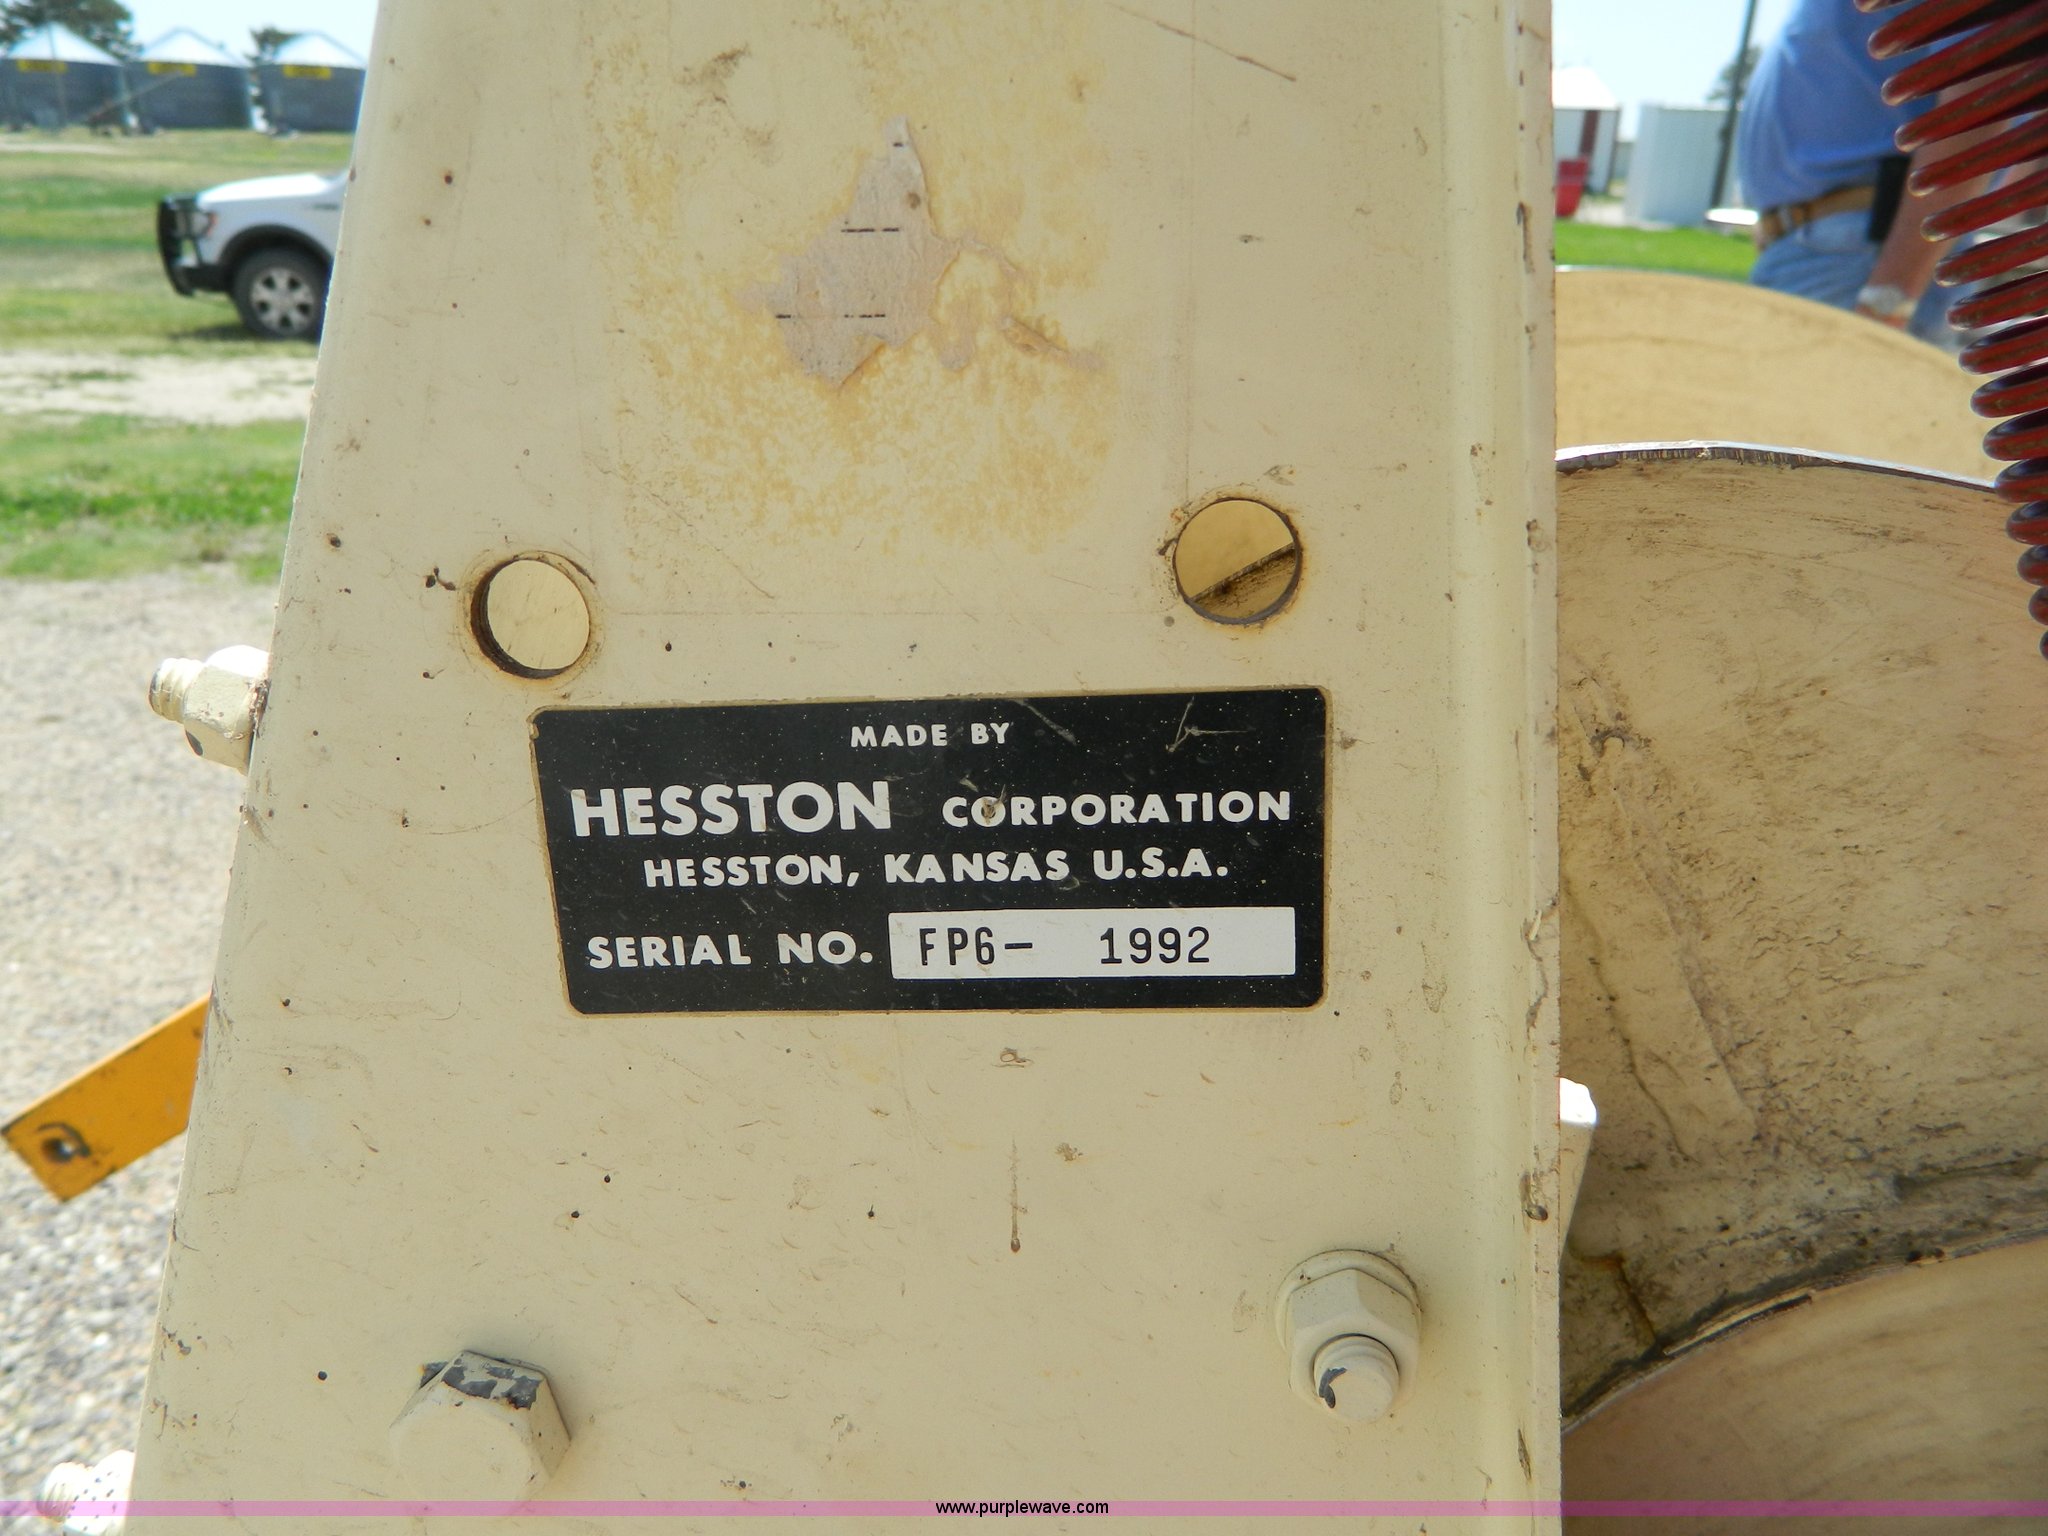 MADE BY
HESSTON CORPORATION
HESSTON, KANSAS U.S.A.
SERIAL NO. FP6- 1992
www.purplewave.com